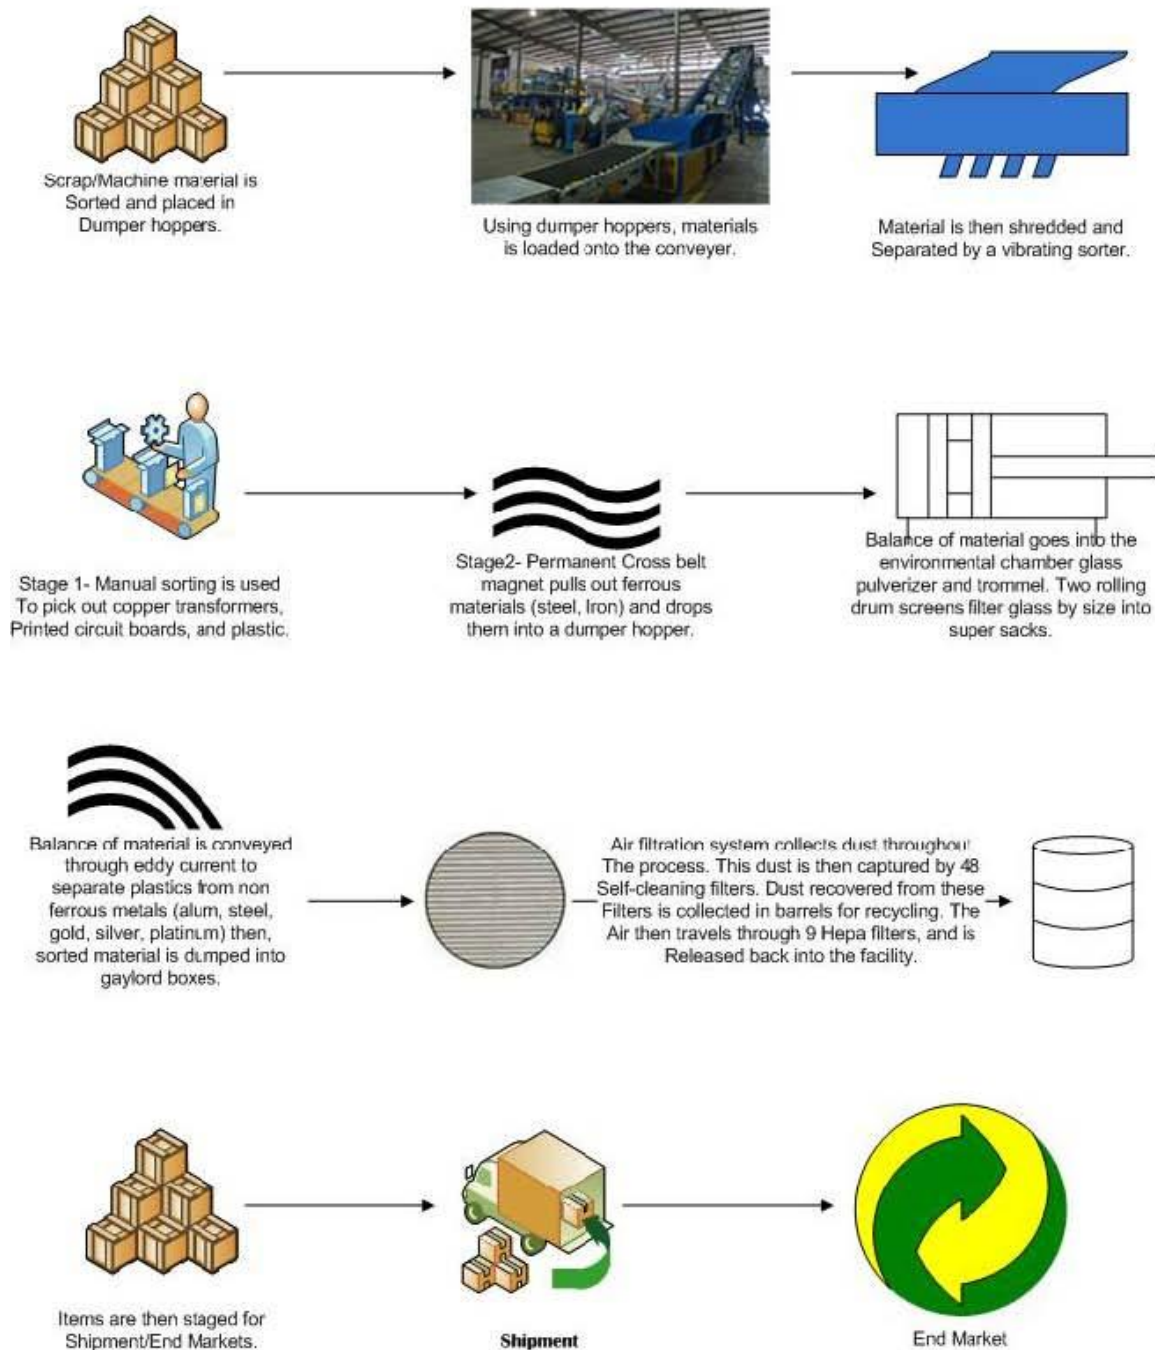 Scrap/Machine material is
Sorted and placed in
Dumper hoppers.
Using dumper hoppers, materials
is loaded onto the conveyer.
Material is then shredded and
Separated by a vibrating sorter.
Stage 1- Manual sorting is used
To pick out copper transformers,
Printed circuit boards, and plastic.
Stage2- Permanent Cross belt
magnet pulls out ferrous
materials (steel, Iron) and drops
them into a dumper hopper.
Balance of material goes into the
environmental chamber glass
pulverizer and trommel. Two rolling
drum screens filter glass by size into
super sacks.
Balance of material is conveyed
through eddy current to
separate plastics from non
ferrous metals (alum, steel,
gold, silver, platinum) then,
sorted material is dumped into
gaylord boxes.
Air filtration system collects dust throughout
The process. This dust is then captured by 48
Self-cleaning filters. Dust recovered from these
Filters is collected in barrels for recycling. The
Air then travels through 9 Hepa filters, and is
Released back into the facility.
Items are then staged for
Shipment/End Markets.
Shipment
End Market